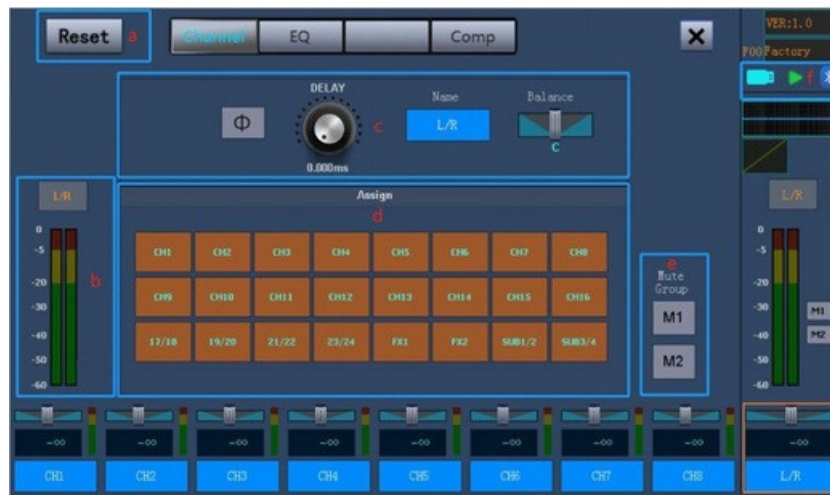 Reset a Channel EQ Comp X VER:1.0
F00Factory
f
DELAY Name Balance
Φ c L/R C
0.000ms
L/R Assign L/R
d
0 0
-5 CH1 CH2 CH3 CH4 CH5 CH6 CH7 CH8 -5
b e
-20 Mute -20
-30 CH9 CH10 CH11 CH12 CH13 CH14 CH15 CH16 Group -30 M1
M1
-40 17/18 19/20 21/22 23/24 FX1 FX2 SUB1/2 SUB3/4 -40 M2
-50 M2 -50
-60 -60
-∞ -∞ -∞ -∞ -∞ -∞ -∞ -∞ -∞
CH1 CH2 CH3 CH4 CH5 CH6 CH7 CH8 L/R